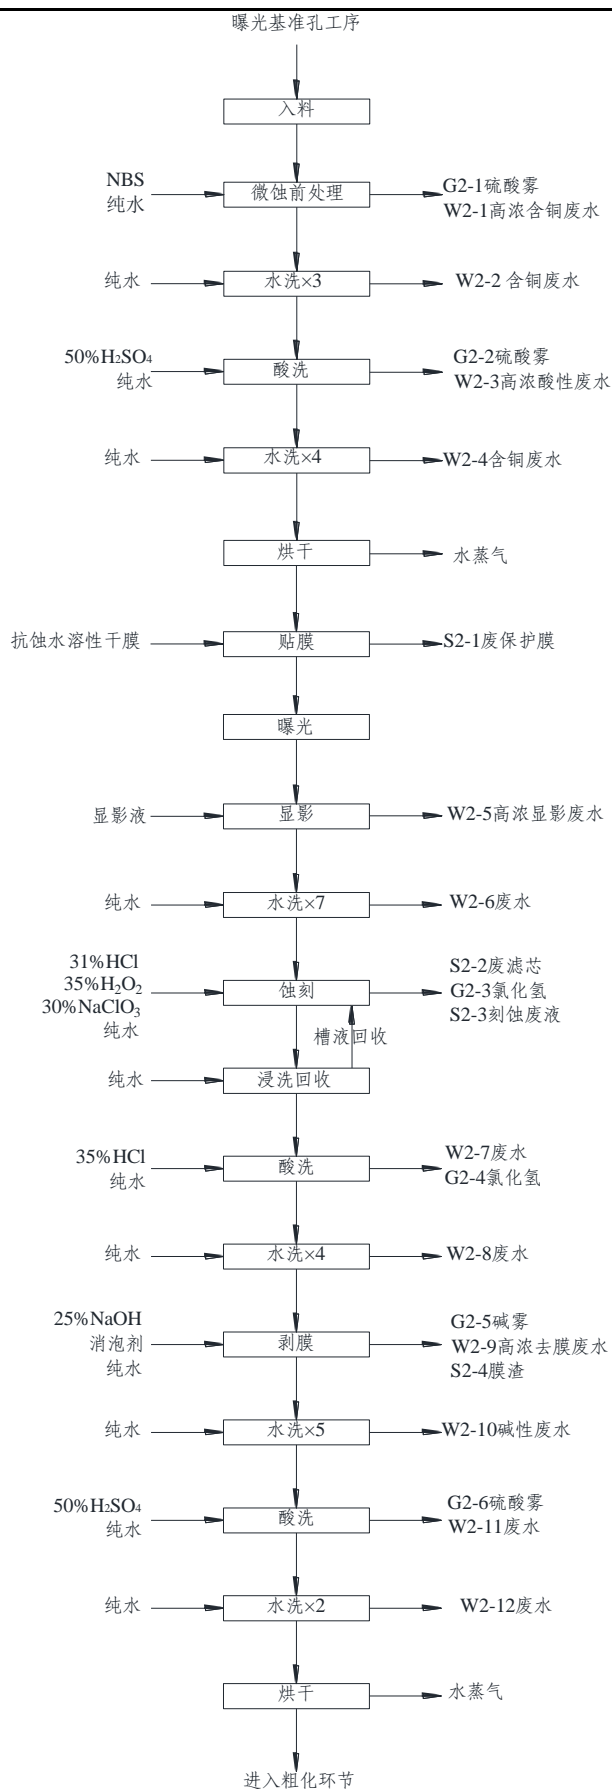 曝光基准孔工序
入料
NBS
纯水
微蚀前处理
G2-1硫酸雾
W2-1高浓含铜废水
纯水
水洗×3
W2-2 含铜废水
50%H₂SO₄
纯水
酸洗
G2-2硫酸雾
W2-3高浓酸性废水
纯水
水洗×4
W2-4含铜废水
烘干
水蒸气
抗蚀水溶性干膜
贴膜
S2-1废保护膜
曝光
显影液
显影
W2-5高浓显影废水
纯水
水洗×7
W2-6废水
31%HCl
35%H₂O₂
30%NaClO₃
纯水
蚀刻
S2-2废滤芯
G2-3氯化氢
S2-3刻蚀废液
槽液回收
纯水
浸洗回收
35%HCl
纯水
酸洗
W2-7废水
G2-4氯化氢
纯水
水洗×4
W2-8废水
25%NaOH
消泡剂
纯水
剥膜
G2-5碱雾
W2-9高浓去膜废水
S2-4膜渣
纯水
水洗×5
W2-10碱性废水
50%H₂SO₄
纯水
酸洗
G2-6硫酸雾
W2-11废水
纯水
水洗×2
W2-12废水
烘干
水蒸气
进入粗化环节